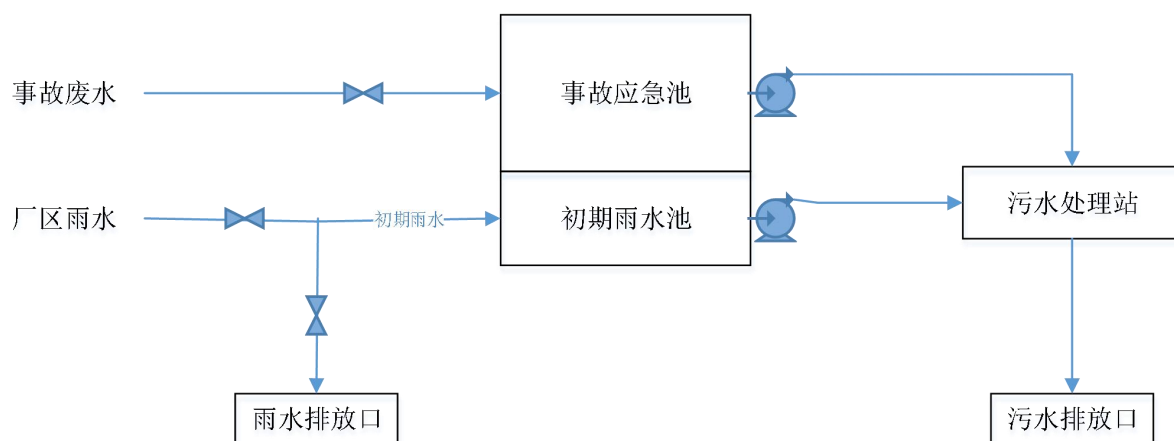 事故废水
事故应急池
污水处理站
厂区雨水
初期雨水
初期雨水池
雨水排放口
污水排放口